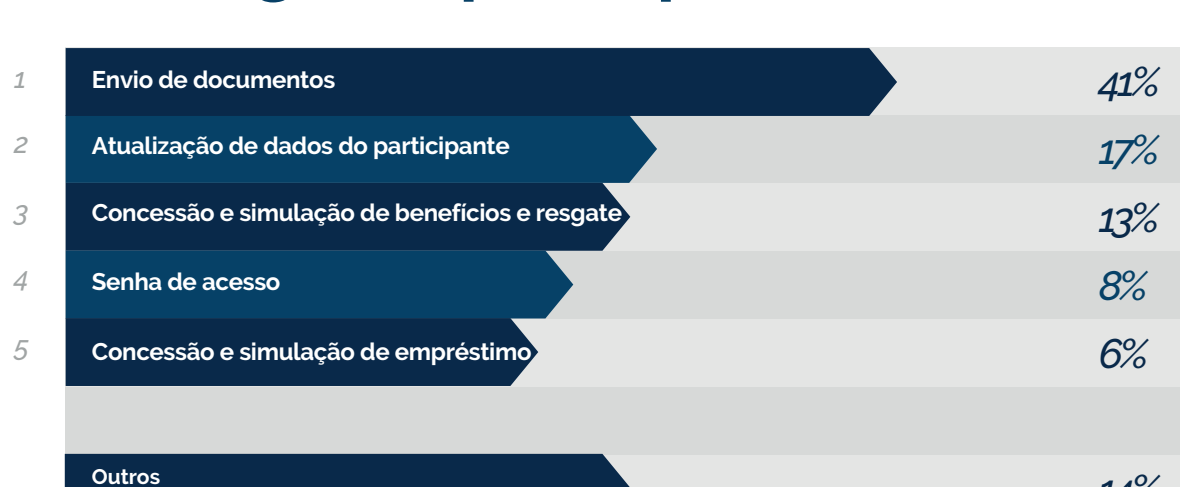 1 Envio de documentos 41%
2 Atualização de dados do participante 17%
3 Concessão e simulação de benefícios e resgate 13%
4 Senha de acesso 8%
5 Concessão e simulação de empréstimo 6%
Outros 14%